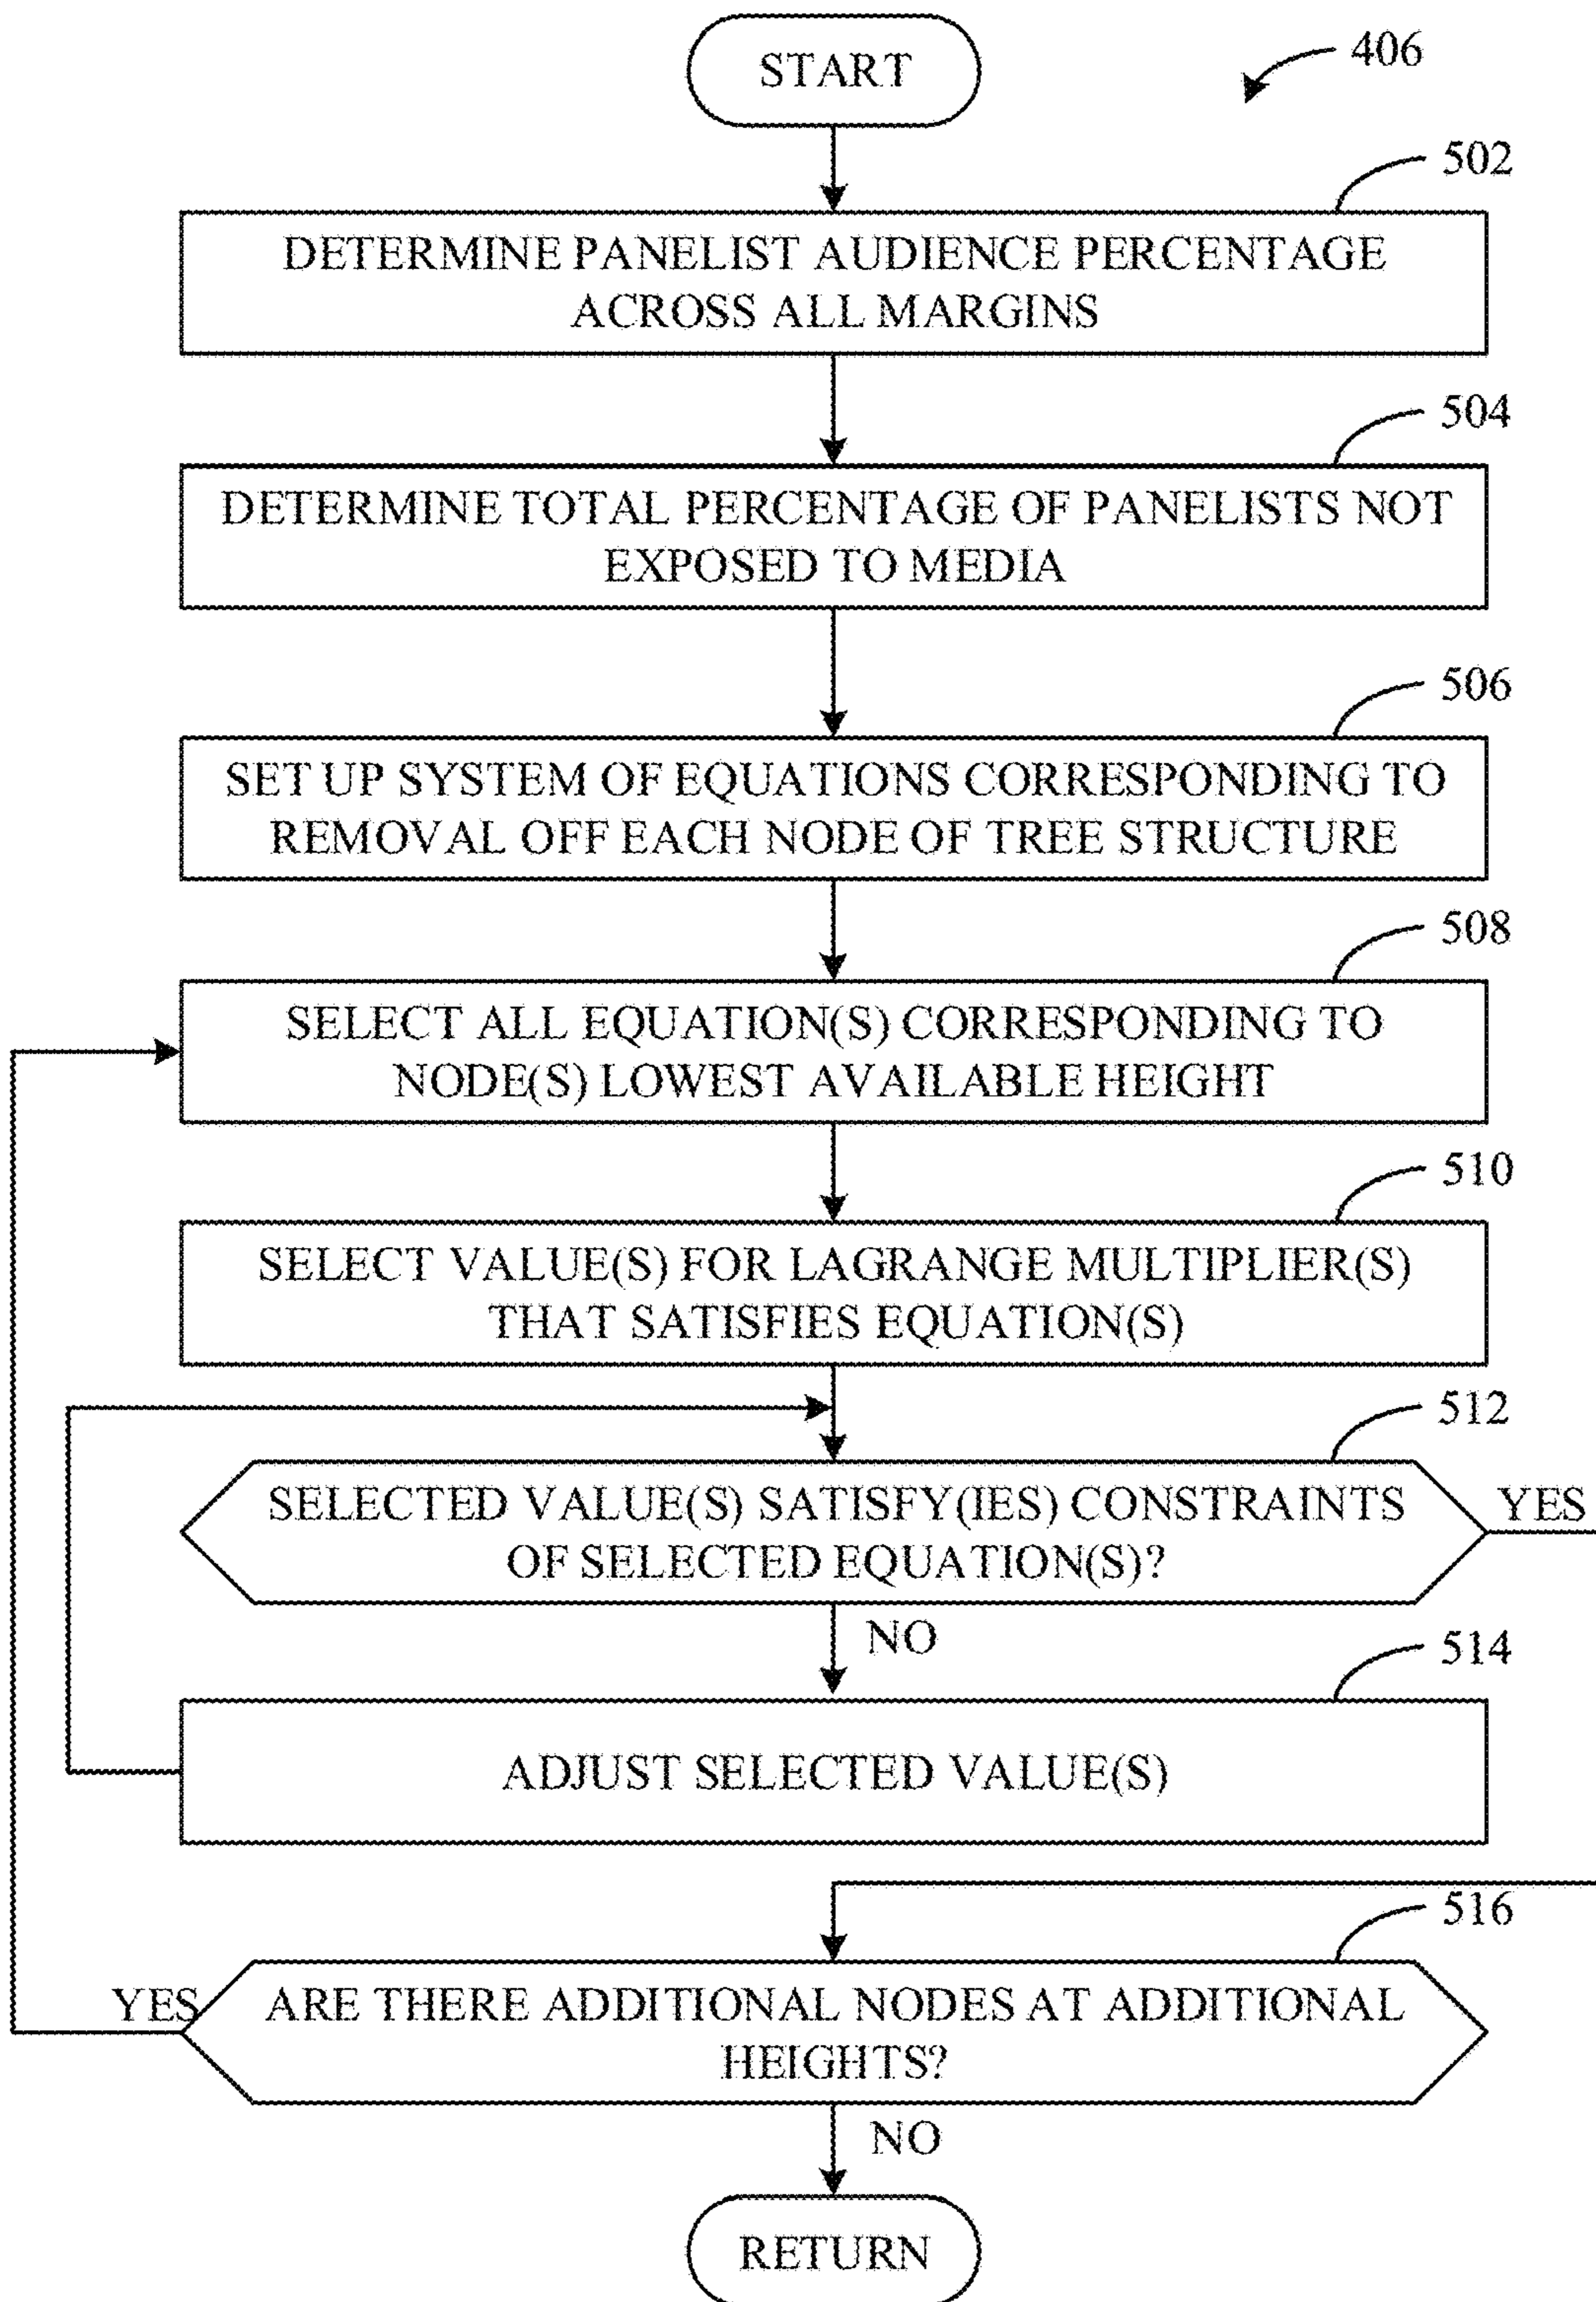 START
406
502
DETERMINE PANELIST AUDIENCE PERCENTAGE
ACROSS ALL MARGINS
504
DETERMINE TOTAL PERCENTAGE OF PANELISTS NOT
EXPOSED TO MEDIA
506
SET UP SYSTEM OF EQUATIONS CORRESPONDING TO
REMOVAL OFF EACH NODE OF TREE STRUCTURE
508
SELECT ALL EQUATION(S) CORRESPONDING TO
NODE(S) LOWEST AVAILABLE HEIGHT
510
SELECT VALUE(S) FOR LAGRANGE MULTIPLIER(S)
THAT SATISFIES EQUATION(S)
512
SELECTED VALUE(S) SATISFY(IES) CONSTRAINTS
OF SELECTED EQUATION(S)?
YES
NO
514
ADJUST SELECTED VALUE(S)
516
YES
ARE THERE ADDITIONAL NODES AT ADDITIONAL
HEIGHTS?
NO
RETURN